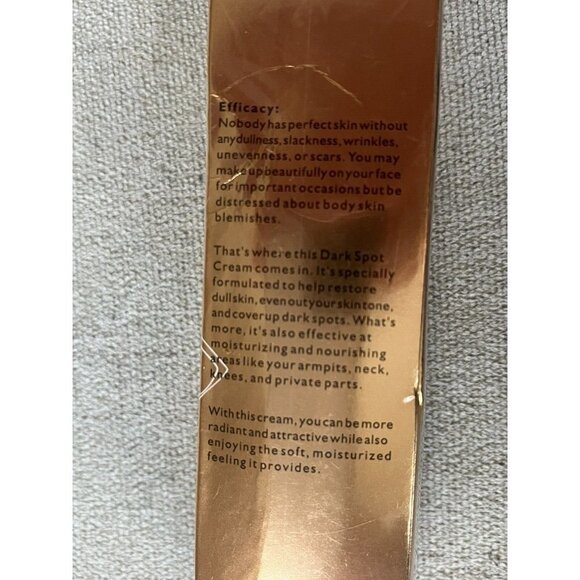 Efficacy:
Nobody has perfect skin without
any dullness, slackness, wrinkles,
unevenness, or scars. You may
make up beautifully on your face
for important occasions but be
distressed about body skin
blemishes.
That's where this Dark Spot
Cream comes in. It's specially
formulated to help restore
dull skin, even out your skin tone,
and cover up dark spots. What's
more, it's also effective at
moisturizing and nourishing
areas like your armpits, neck,
knees, and private parts.
With this cream, you can be more
radiant and attractive while also
enjoying the soft, moisturized
feeling it provides.